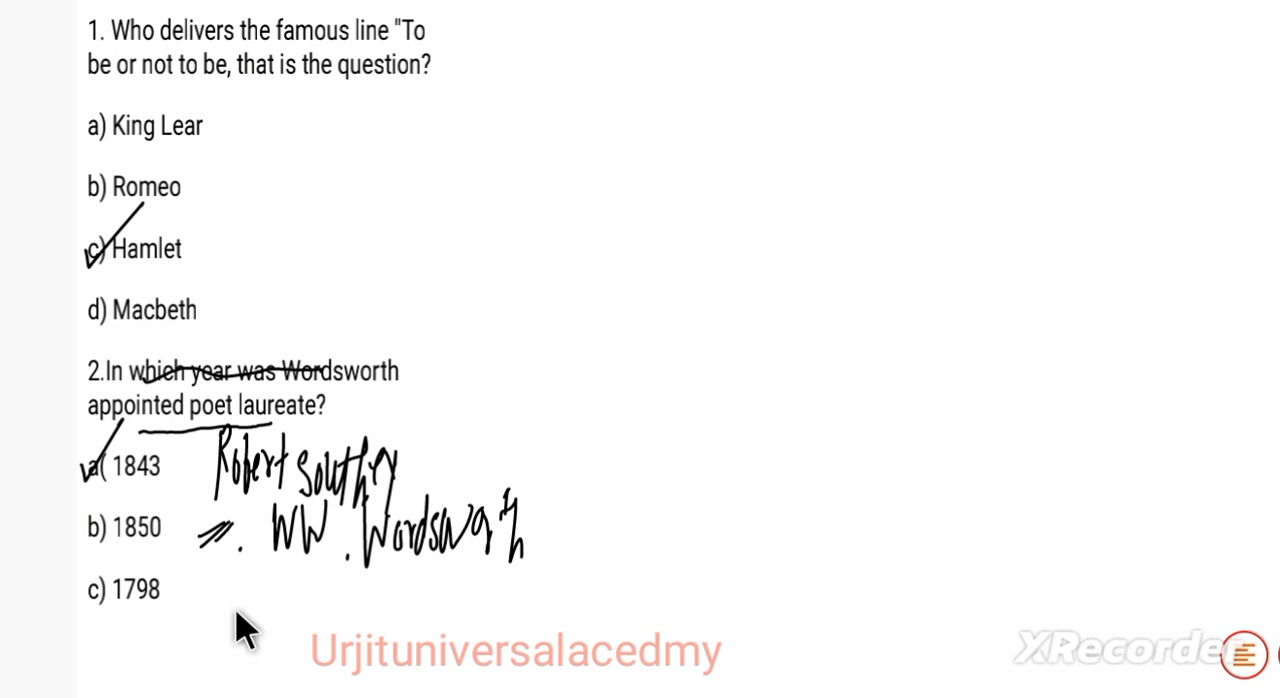 1. Who delivers the famous line "To
be or not to be, that is the question?
a) King Lear
b) Romeo
c) Hamlet
d) Macbeth
2.In which year was Wordsworth
appointed poet laureate?
a( 1843
Robert southey
b) 1850
WW. Wordsworth
c) 1798
Urjituniversalacedmy
XRecorder